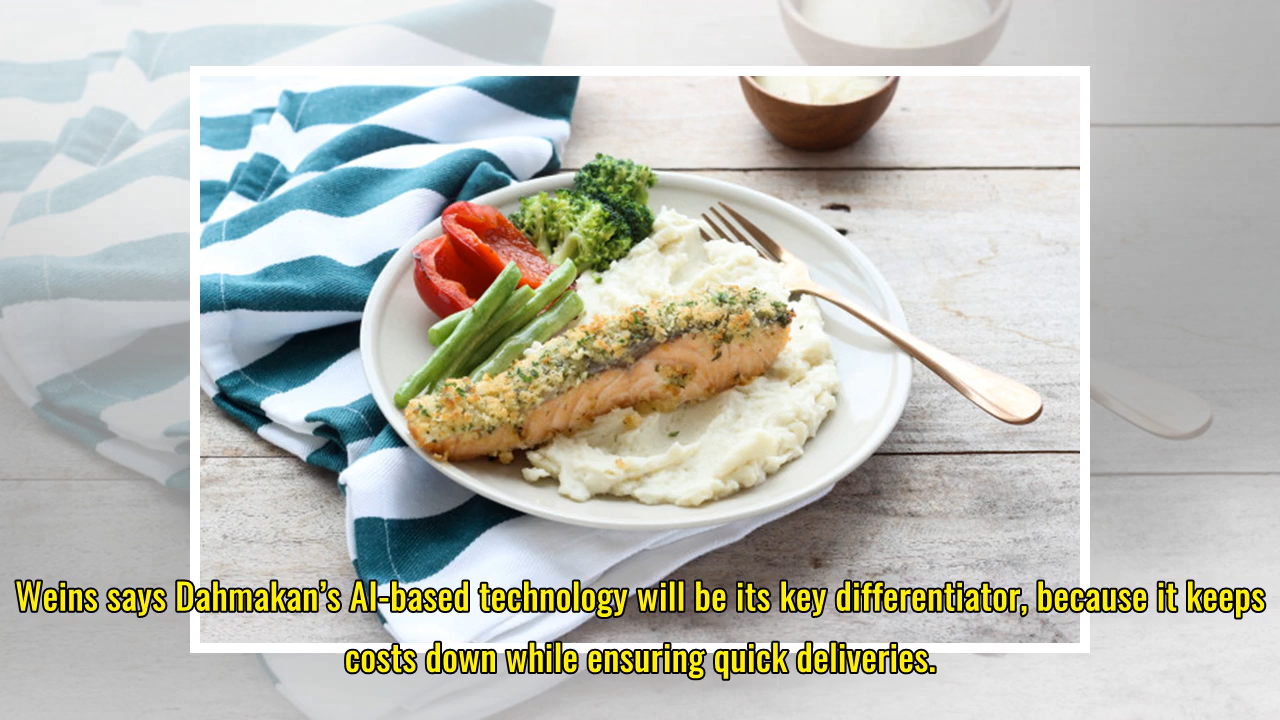 Weins says Dahmakan’s AI-based technology will be its key differentiator, because it keeps
costs down while ensuring quick deliveries.